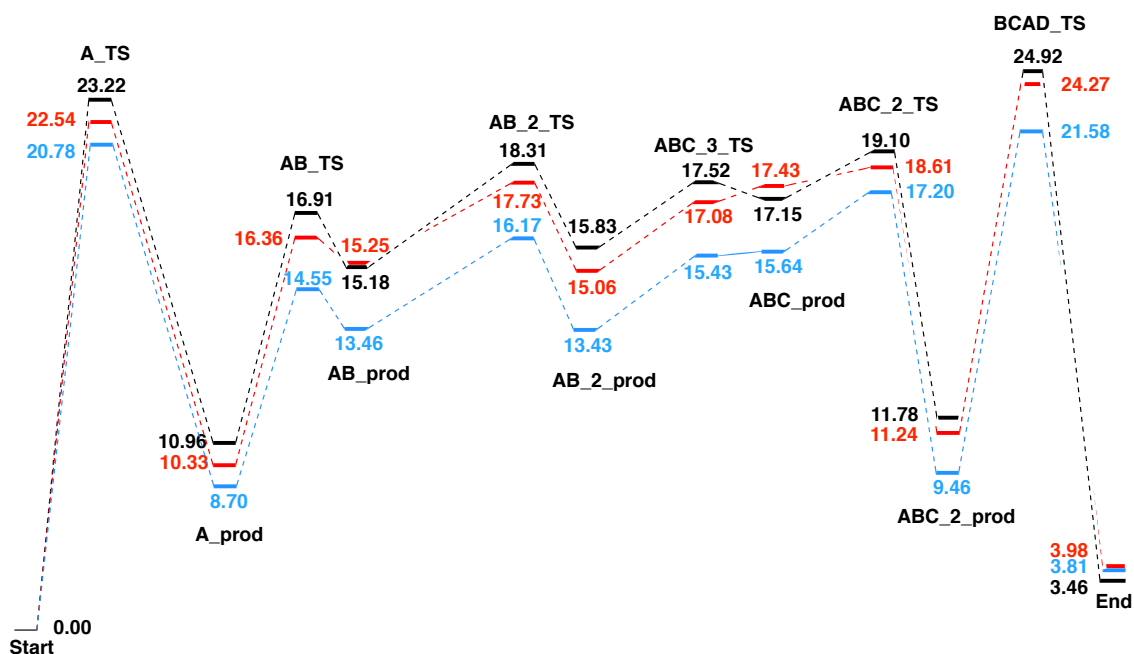 BCAD_TS
24.92
A_TS
23.22
24.27
22.54
21.58
20.78
ABC_2_TS
19.10
AB_2_TS
18.31
ABC_3_TS
17.52
17.43
18.61
AB_TS
16.91
17.73
17.08
17.15
17.20
16.36
15.25
16.17
15.83
14.55
15.18
15.06
15.43
15.64
ABC_prod
13.46
13.43
AB_prod
AB_2_prod
10.96
11.78
10.33
11.24
8.70
9.46
A_prod
ABC_2_prod
3.98
3.81
3.46
End
0.00
Start